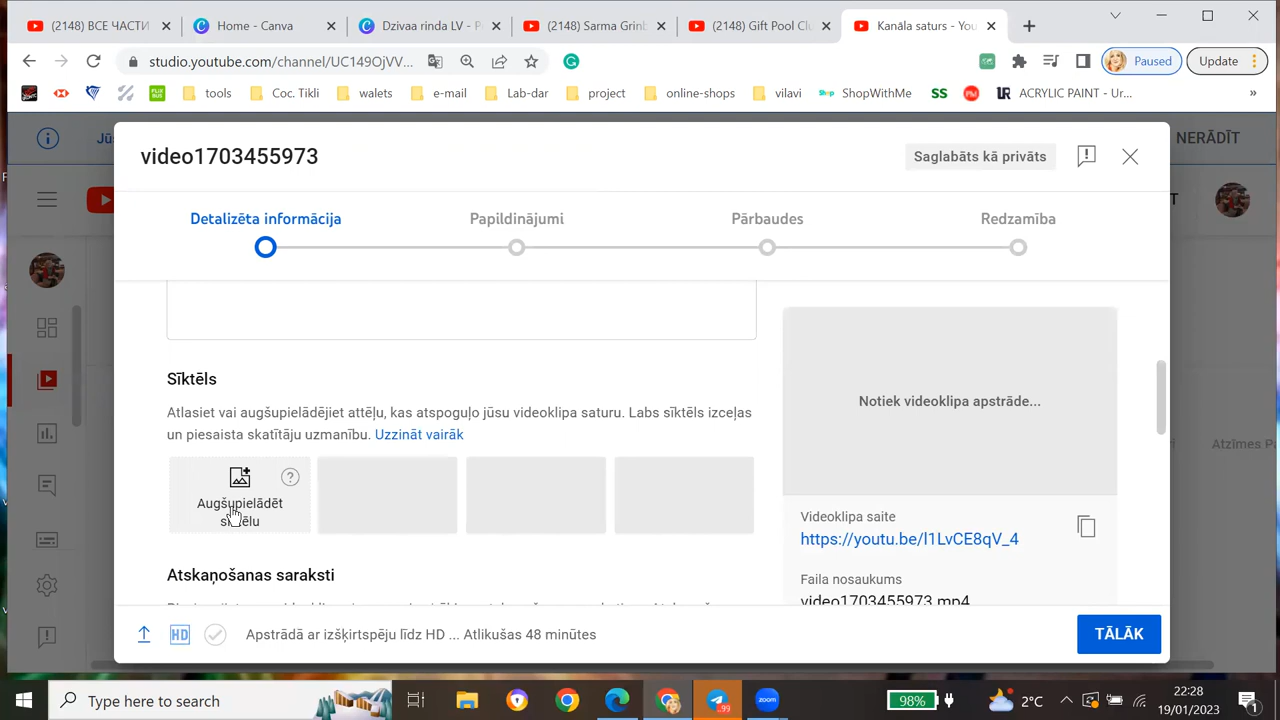 (2148) ВСЕ ЧАСТИ
Home - Canva
Dzivaa rinda LV - P
(2148) Sarma Grinb
(2148) Gift Pool Cl
Kanāla saturs - You
studio.youtube.com/channel/UC149OjVV...
Paused
Update
tools
Coc. Tikli
walets
e-mail
Lab-dar
project
online-shops
vilavi
ShopWithMe
SS
ACRYLIC PAINT - Ur...
»
NERĀDĪT
video1703455973
Saglabāts kā privāts
Detalizēta informācija
Papildinājumi
Pārbaudes
Redzamība
Sīktēls
Atlasiet vai augšupielādējiet attēlu, kas atspoguļo jūsu videoklipa saturu. Labs sīktēls izceļas
un piesaista skatītāju uzmanību. Uzzināt vairāk
Augšupielādēt
sīktēlu
Notiek videoklipa apstrāde...
Videoklipa saite
https://youtu.be/l1LvCE8qV_4
Faila nosaukums
video1703455973.mp4
Atskaņošanas saraksti
Atzīmes Pa
HD
Apstrādā ar izšķirtspēju līdz HD ... Atlikušas 48 minūtes
TĀLĀK
Type here to search
98%
2°C
22:28
19/01/2023